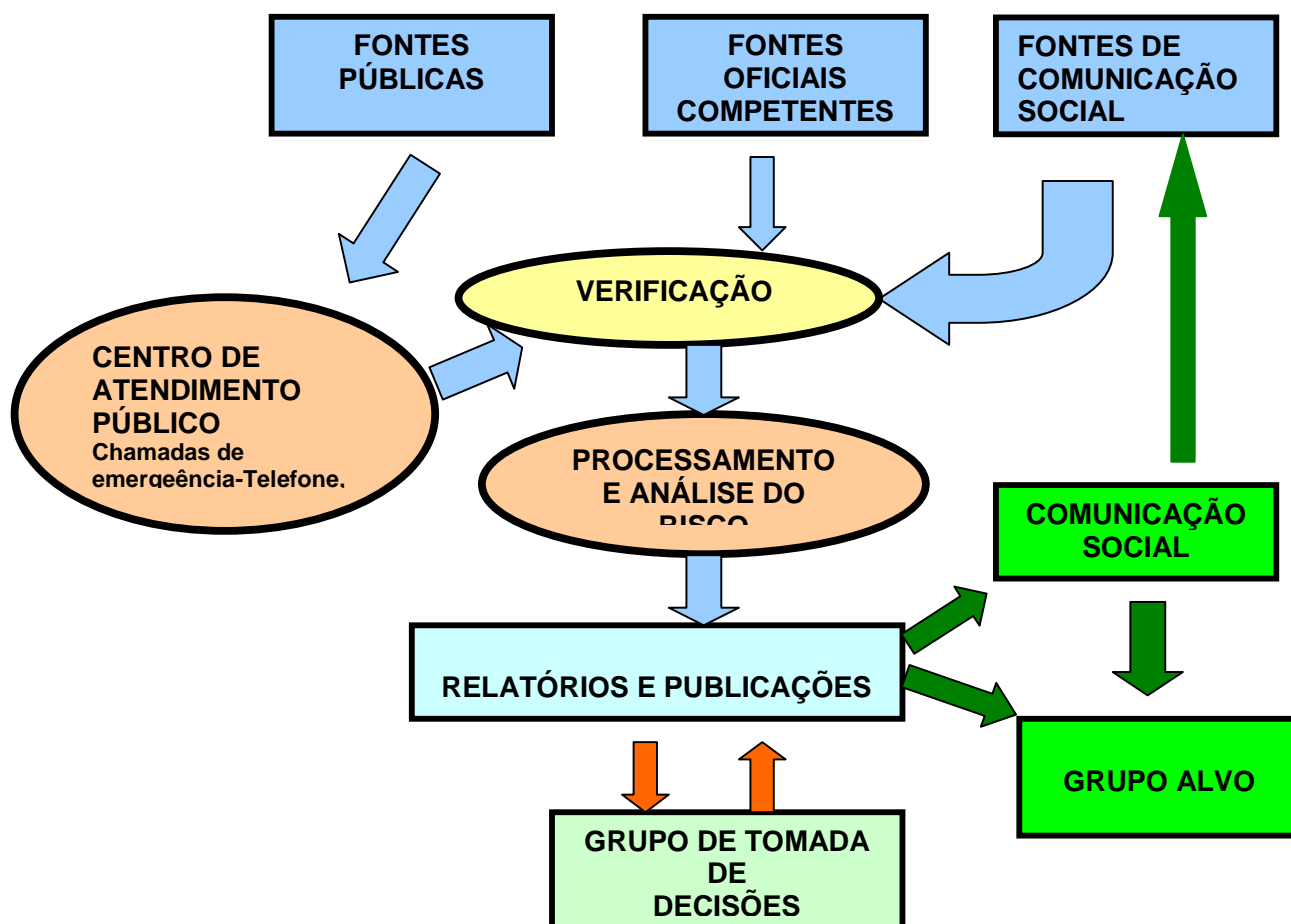 FONTES
PÚBLICAS
FONTES
OFICIAIS
COMPETENTES
FONTES DE
COMUNICAÇÃO
SOCIAL
VERIFICAÇÃO
CENTRO DE
ATENDIMENTO
PÚBLICO
Chamadas de
emergeência-Telefone,
PROCESSAMENTO
E ANÁLISE DO
RISCO
COMUNICAÇÃO
SOCIAL
RELATÓRIOS E PUBLICAÇÕES
GRUPO ALVO
GRUPO DE TOMADA
DE
DECISÕES